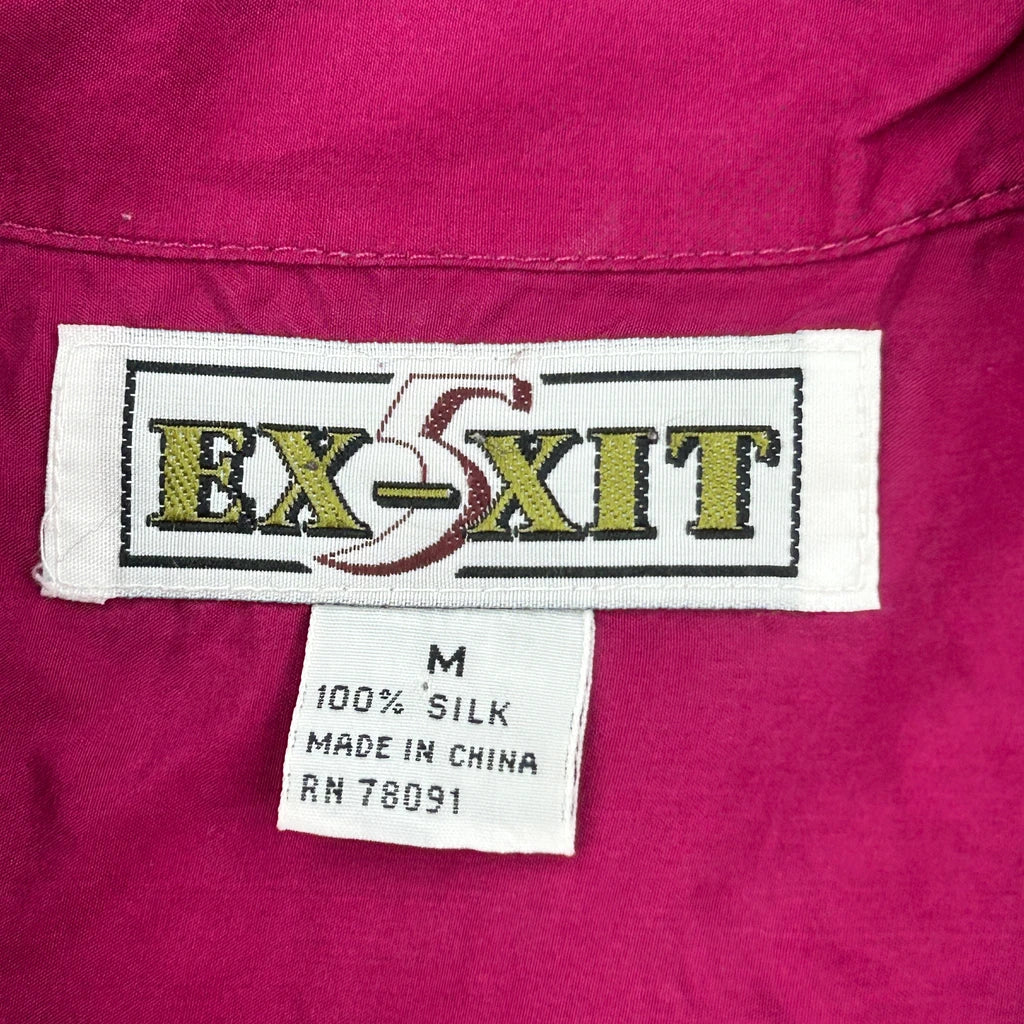 EX-5-XIT
M
100% SILK
MADE IN CHINA
RN 78091